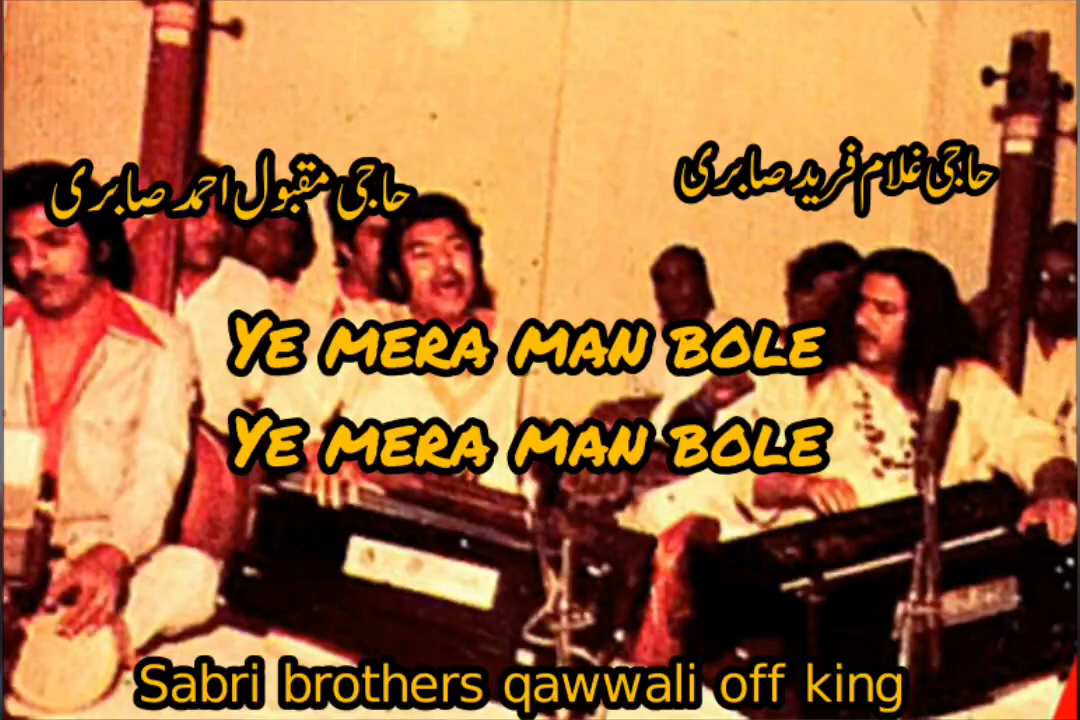 حاجی غلام فرید صابری
حاجی مقبول احمد صابری
Ye mera man bole
Ye mera man bole
Sabri brothers qawwali off king